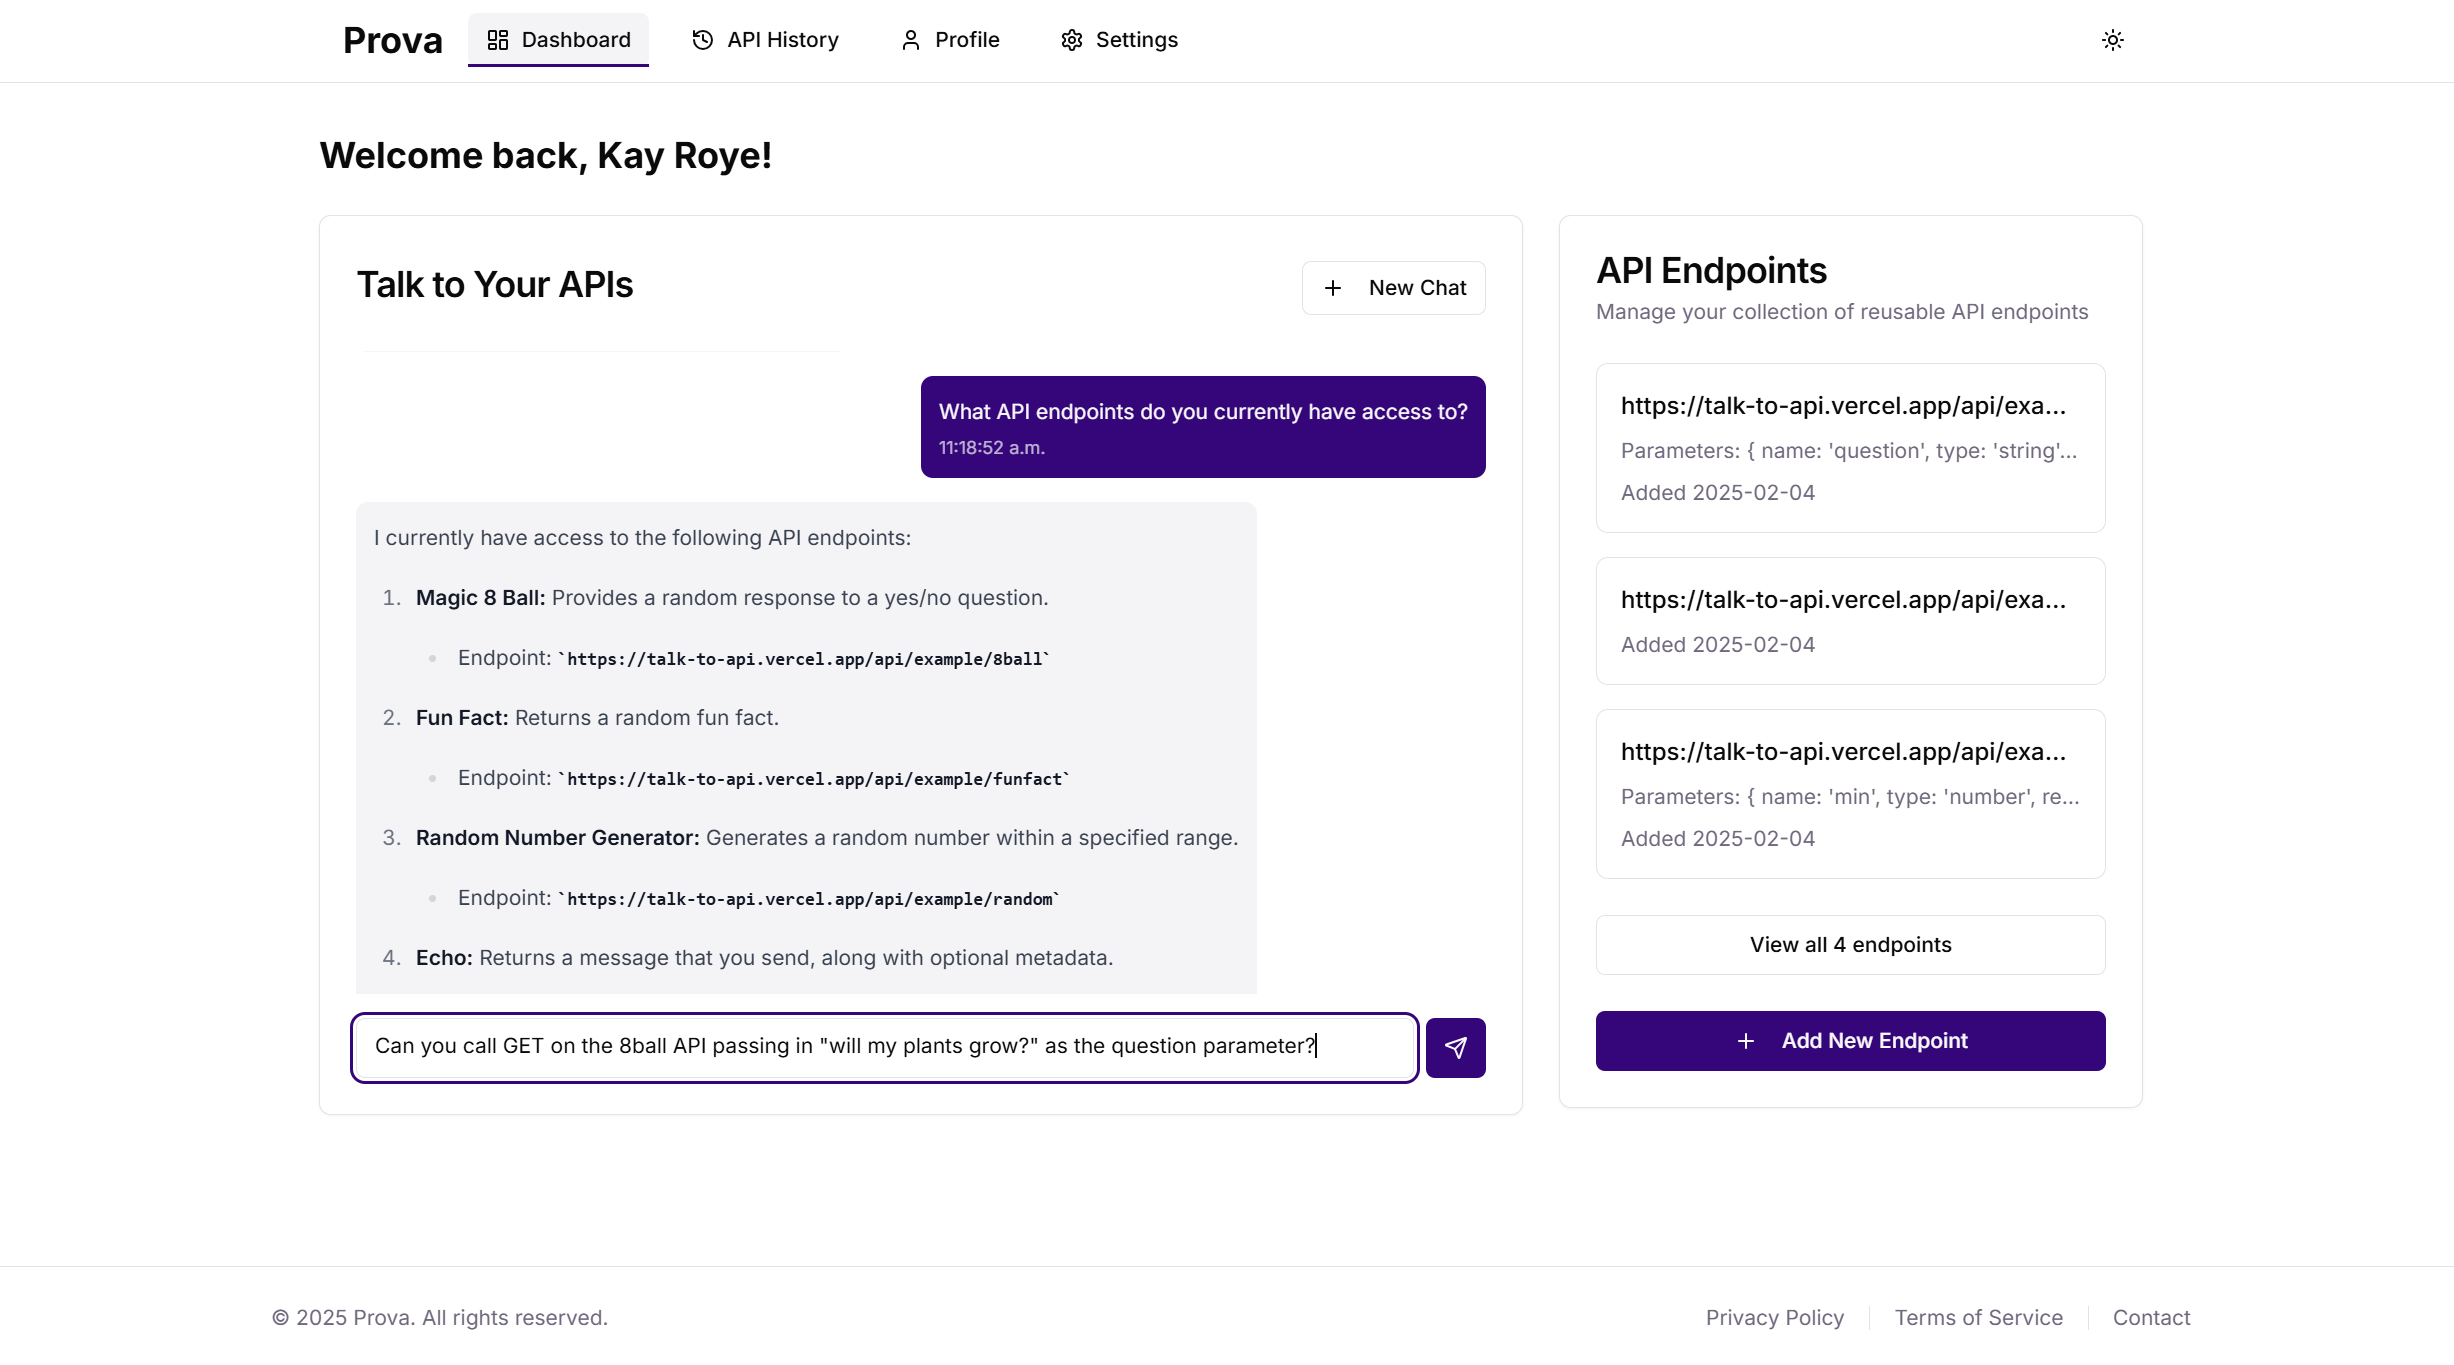 Prova
Dashboard
API History
Profile
Settings
Welcome back, Kay Roye!
Talk to Your APIs
New Chat
What API endpoints do you currently have access to?
11:18:52 a.m.
I currently have access to the following API endpoints:
1. Magic 8 Ball: Provides a random response to a yes/no question.
Endpoint: `https://talk-to-api.vercel.app/api/example/8ball`
2. Fun Fact: Returns a random fun fact.
Endpoint: `https://talk-to-api.vercel.app/api/example/funfact`
3. Random Number Generator: Generates a random number within a specified range.
Endpoint: `https://talk-to-api.vercel.app/api/example/random`
4. Echo: Returns a message that you send, along with optional metadata.
Can you call GET on the 8ball API passing in "will my plants grow?" as the question parameter?
API Endpoints
Manage your collection of reusable API endpoints
https://talk-to-api.vercel.app/api/exa...
Parameters: { name: 'question', type: 'string'...
Added 2025-02-04
https://talk-to-api.vercel.app/api/exa...
Added 2025-02-04
https://talk-to-api.vercel.app/api/exa...
Parameters: { name: 'min', type: 'number', re...
Added 2025-02-04
View all 4 endpoints
Add New Endpoint
© 2025 Prova. All rights reserved.
Privacy Policy
Terms of Service
Contact